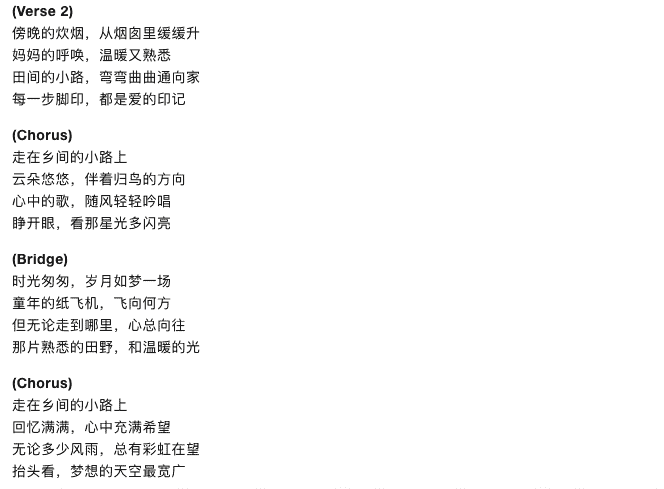 (Verse 2)
傍晚的炊烟，从烟囱里缓缓升
妈妈的呼唤，温暖又熟悉
田间的小路，弯弯曲曲通向家
每一步脚印，都是爱的印记
(Chorus)
走在乡间的小路上
云朵悠悠，伴着归鸟的方向
心中的歌，随风轻轻吟唱
睁开眼，看那星光多闪亮
(Bridge)
时光匆匆，岁月如梦一场
童年的纸飞机，飞向何方
但无论走到哪里，心总向往
那片熟悉的田野，和温暖的光
(Chorus)
走在乡间的小路上
回忆满满，心中充满希望
无论多少风雨，总有彩虹在望
抬头看，梦想的天空最宽广